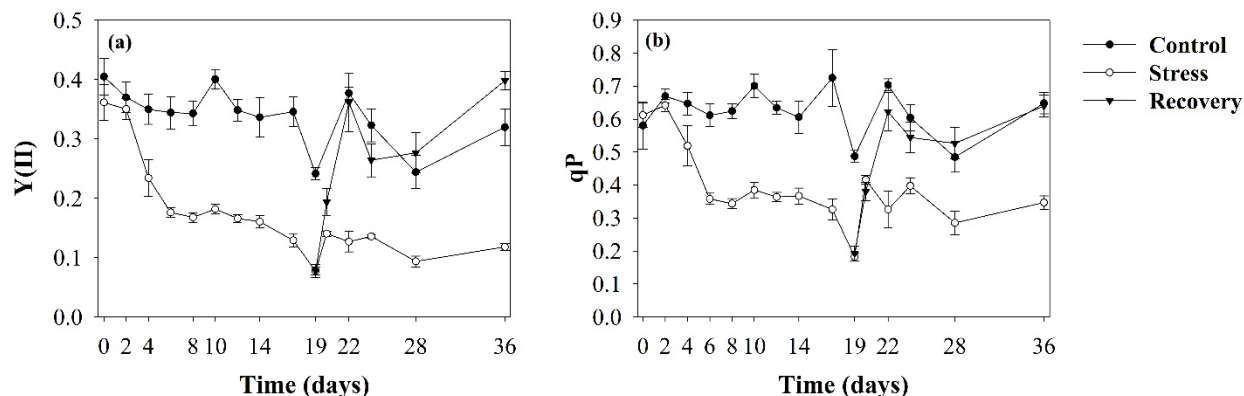 (a)
Y(II)
0.5
0.4
0.3
0.2
0.1
0.0
0 2 4 8 10 14 19 22 28 36
Time (days)
(b)
qP
0.9
0.8
0.7
0.6
0.5
0.4
0.3
0.2
0.1
0.0
0 2 4 6 8 10 14 19 22 28 36
Time (days)
Control
Stress
Recovery